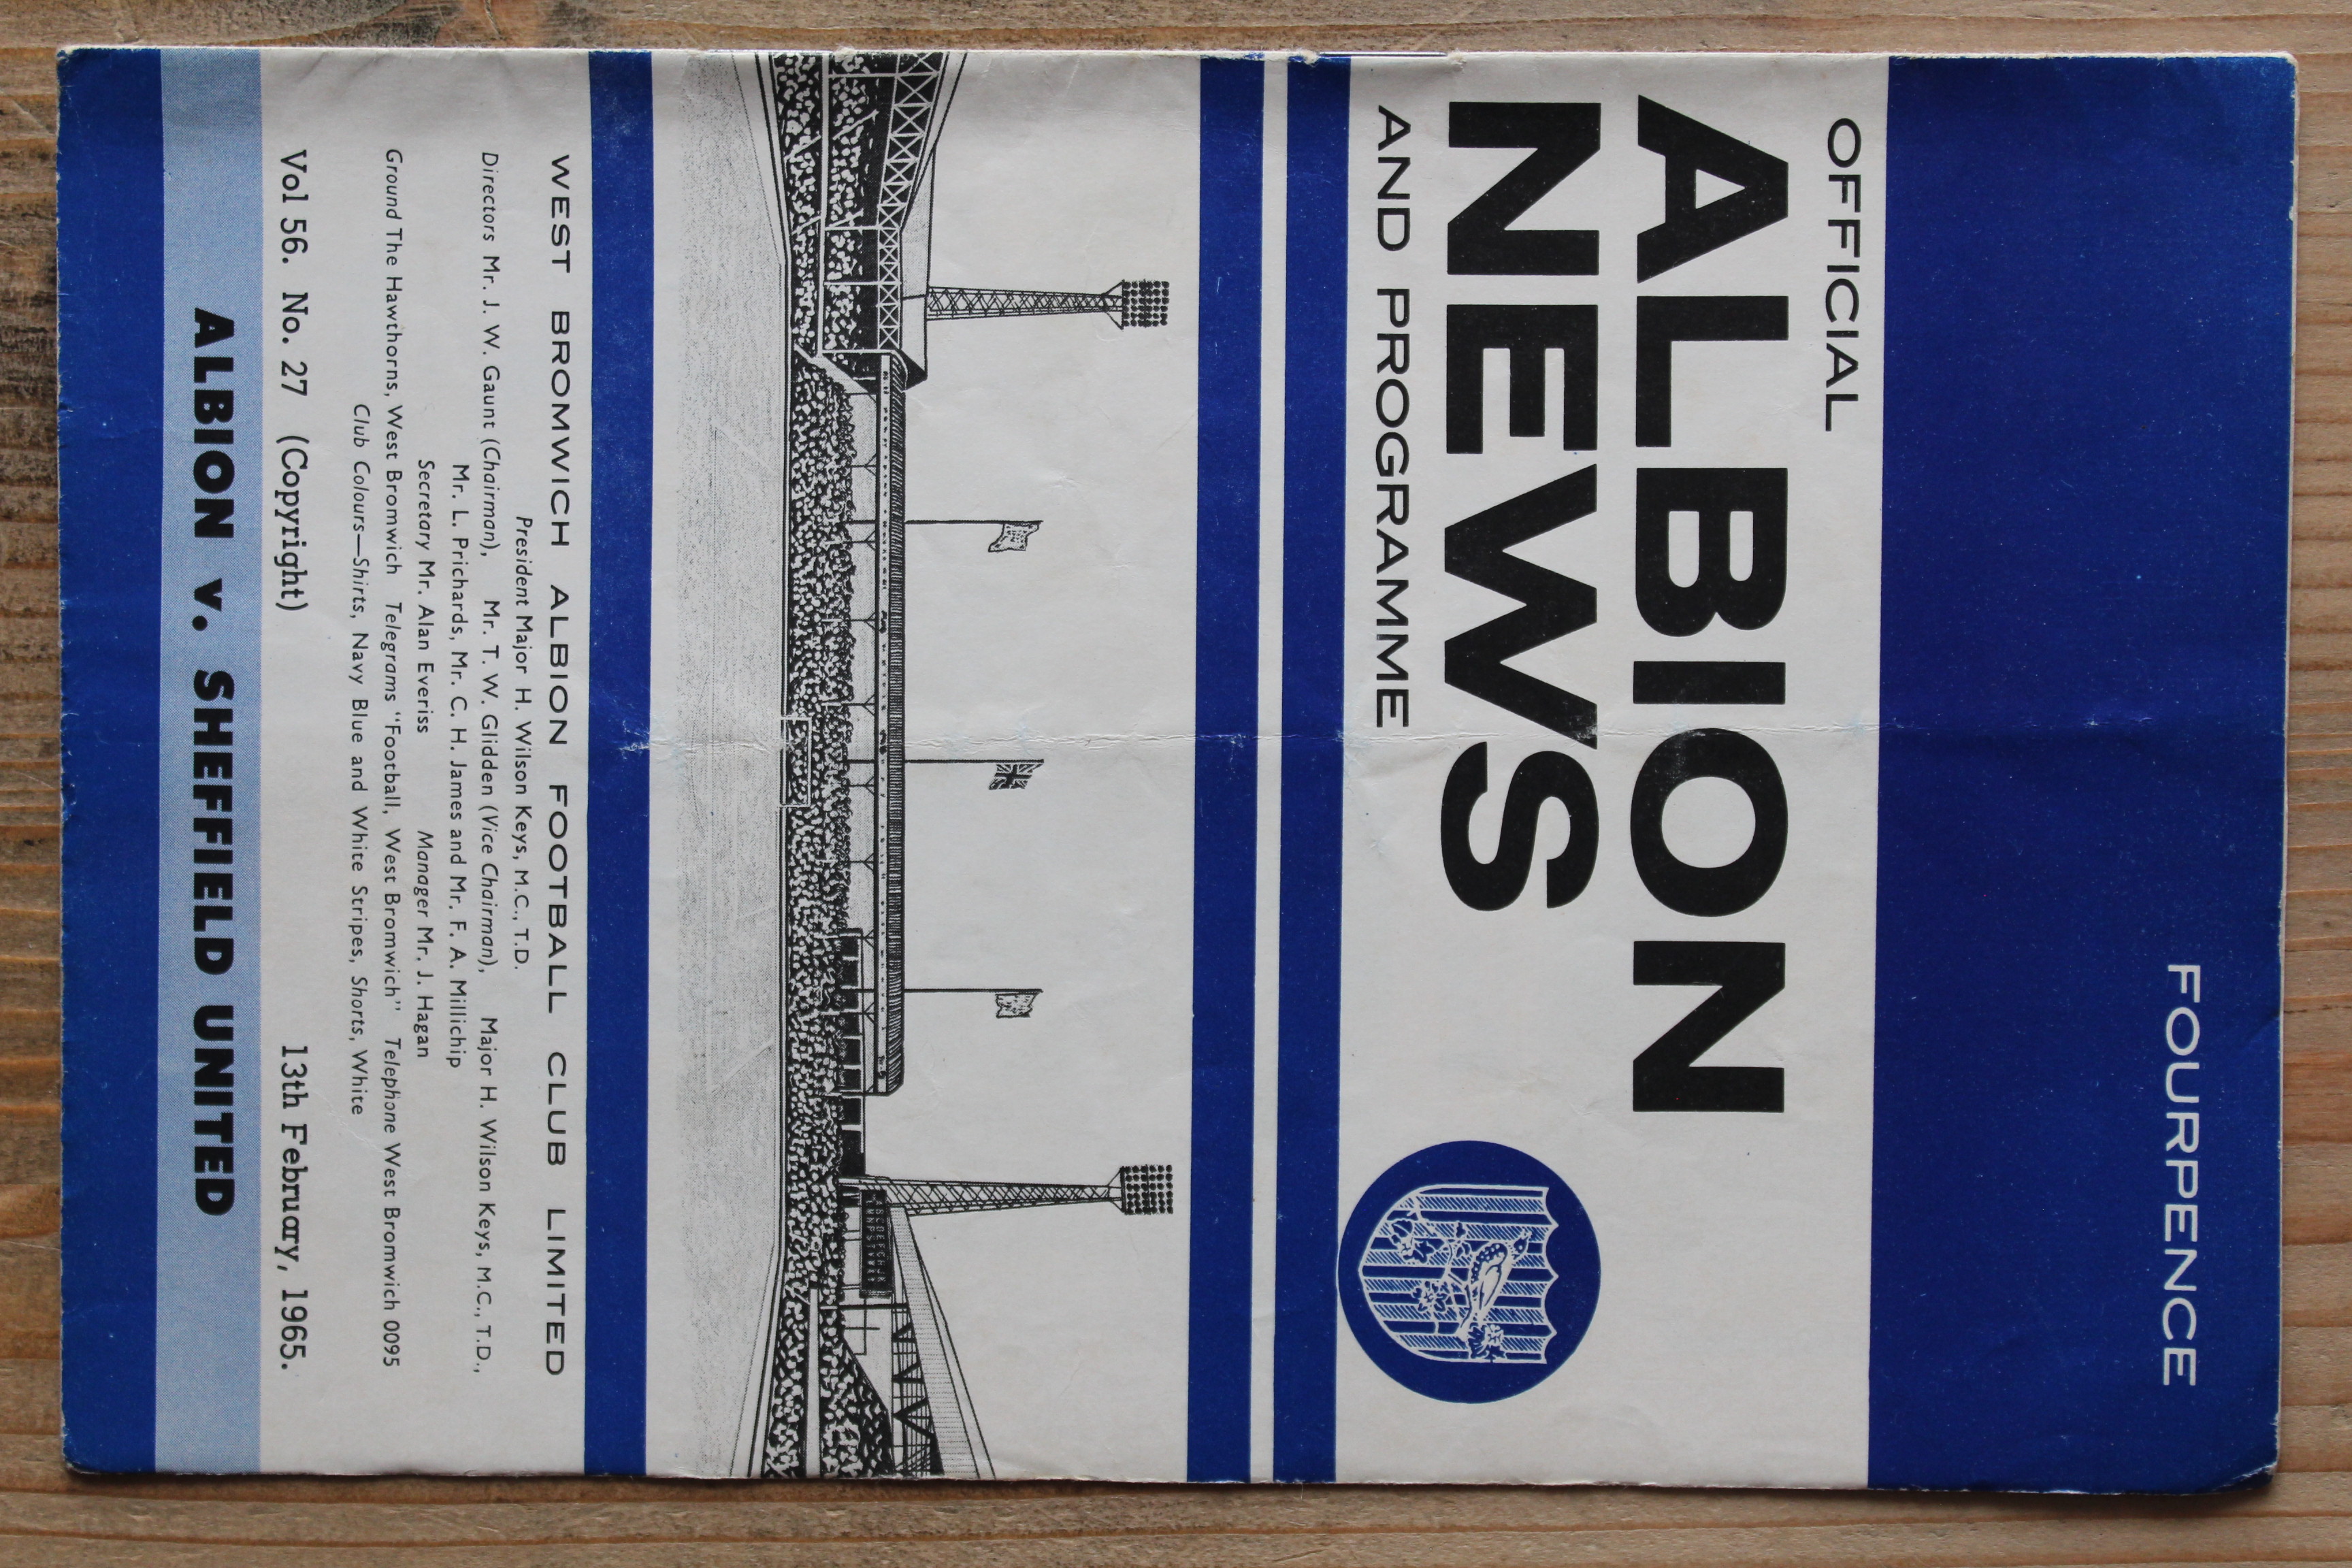 FOURPENCE
OFFICIAL
ALBION
NEWS
AND PROGRAMME
WEST BROMWICH ALBION FOOTBALL CLUB LIMITED
President Major H. Wilson Keys, M.C., T.D.
Directors Mr. J. W. Gaunt (Chairman), Mr. T. W. Glidden (Vice Chairman), Major H. Wilson Keys, M.C., T.D.,
Mr. L. Prichards, Mr. C. H. James and Mr. F. A. Millichip
Secretary Mr. Alan Everiss Manager Mr. J. Hagan
Ground The Hawthorns, West Bromwich Telegrams "Football, West Bromwich" Telephone West Bromwich 0095
Club Colours—Shirts, Navy Blue and White Stripes, Shorts, White
Vol 56. No. 27 (Copyright) 13th February, 1965.
ALBION v. SHEFFIELD UNITED